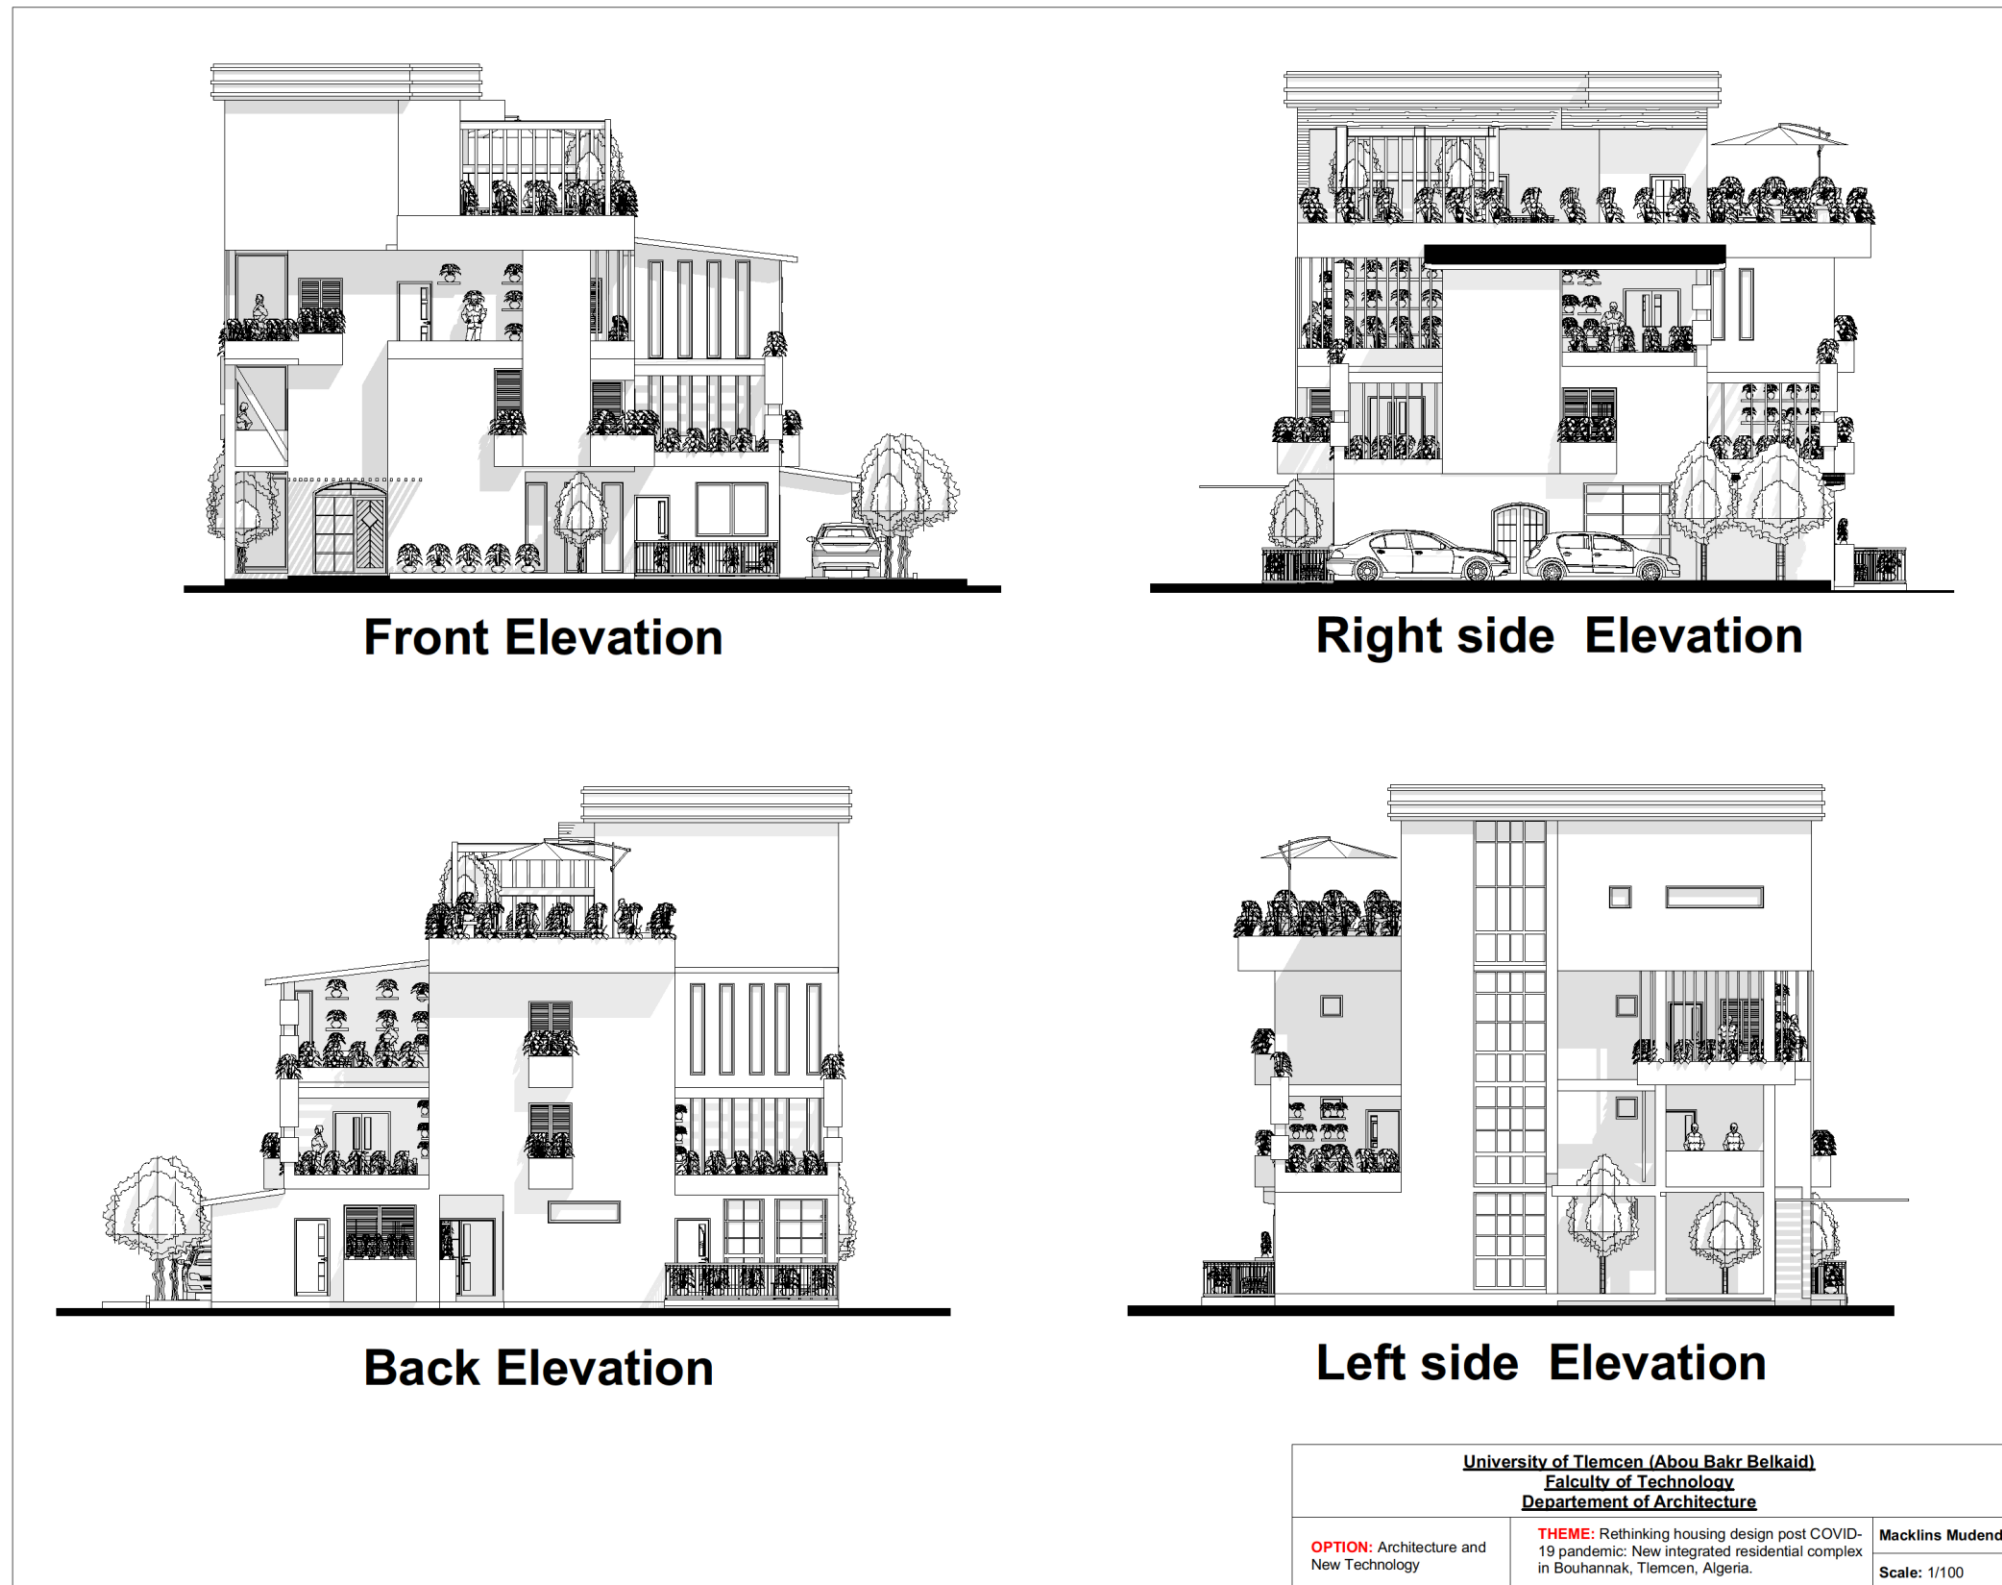 Front Elevation
Right side Elevation
Back Elevation
Left side Elevation
University of Tlemcen (Abou Bakr Belkaid)
Falculty of Technology
Departement of Architecture
OPTION: Architecture and
New Technology
THEME: Rethinking housing design post COVID-
19 pandemic: New integrated residential complex
in Bouhannak, Tlemcen, Algeria.
Macklins Mudend
Scale: 1/100